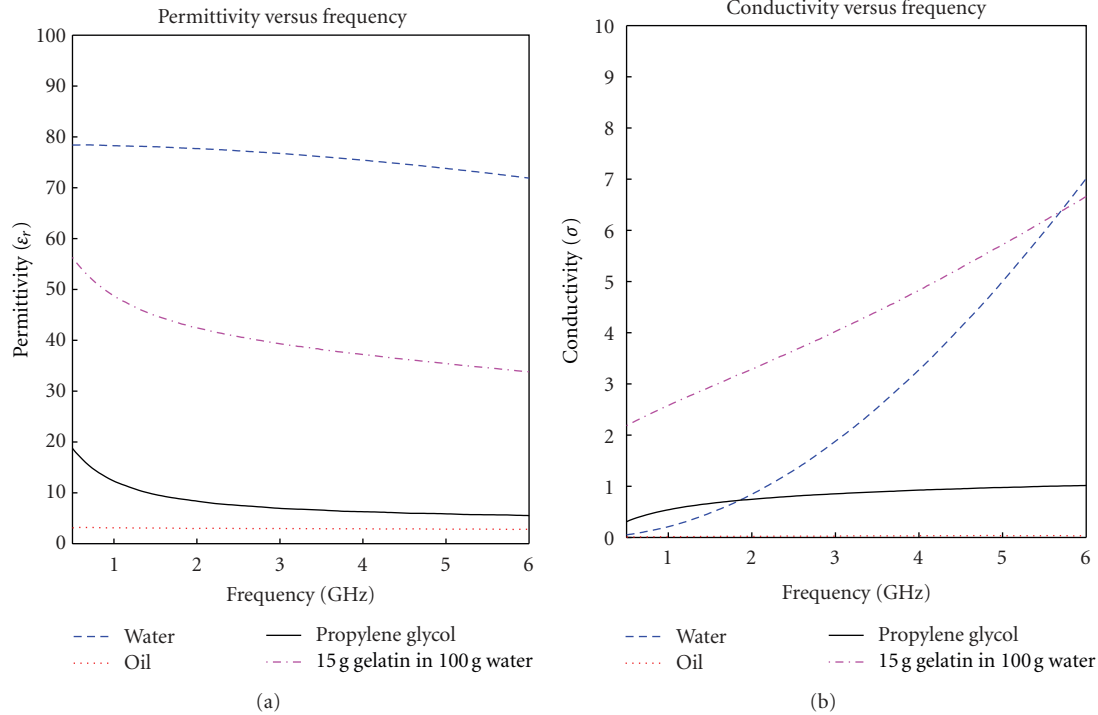 Permittivity versus frequency
100
90
80
70
60
50
40
30
20
10
0
Permittivity (εr)
1 2 3 4 5 6
Frequency (GHz)
Water
Oil
Propylene glycol
15 g gelatin in 100 g water
(a)
Conductivity versus frequency
10
9
8
7
6
5
4
3
2
1
0
Conductivity (σ)
1 2 3 4 5 6
Frequency (GHz)
Water
Oil
Propylene glycol
15 g gelatin in 100 g water
(b)